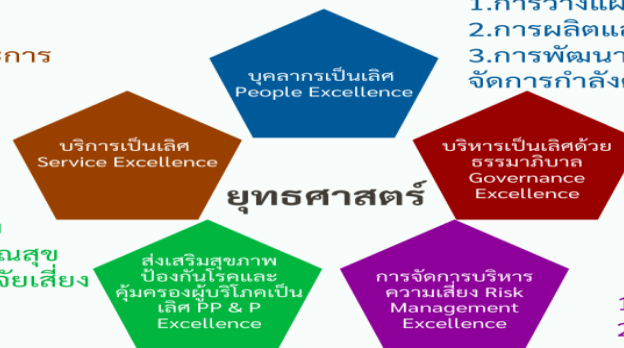 1.การวางแผ
2.การผลิตแล
3.การพัฒนา
จัดการกำลังค
ะการ
บุคลากรเป็นเลิศ
People Excellence
บริการเป็นเลิศ
Service Excellence
บริหารเป็นเลิศด้วย
ธรรมาภิบาล
Governance
Excellence
ยุทธศาสตร์
ณสุข
จัยเสี่ยง
ส่งเสริมสุขภาพ
ป้องกันโรคและ
คุ้มครองผู้บริโภคเป็น
เลิศ PP & P
Excellence
การจัดการบริหาร
ความเสี่ยง Risk
Management
Excellence
1
2